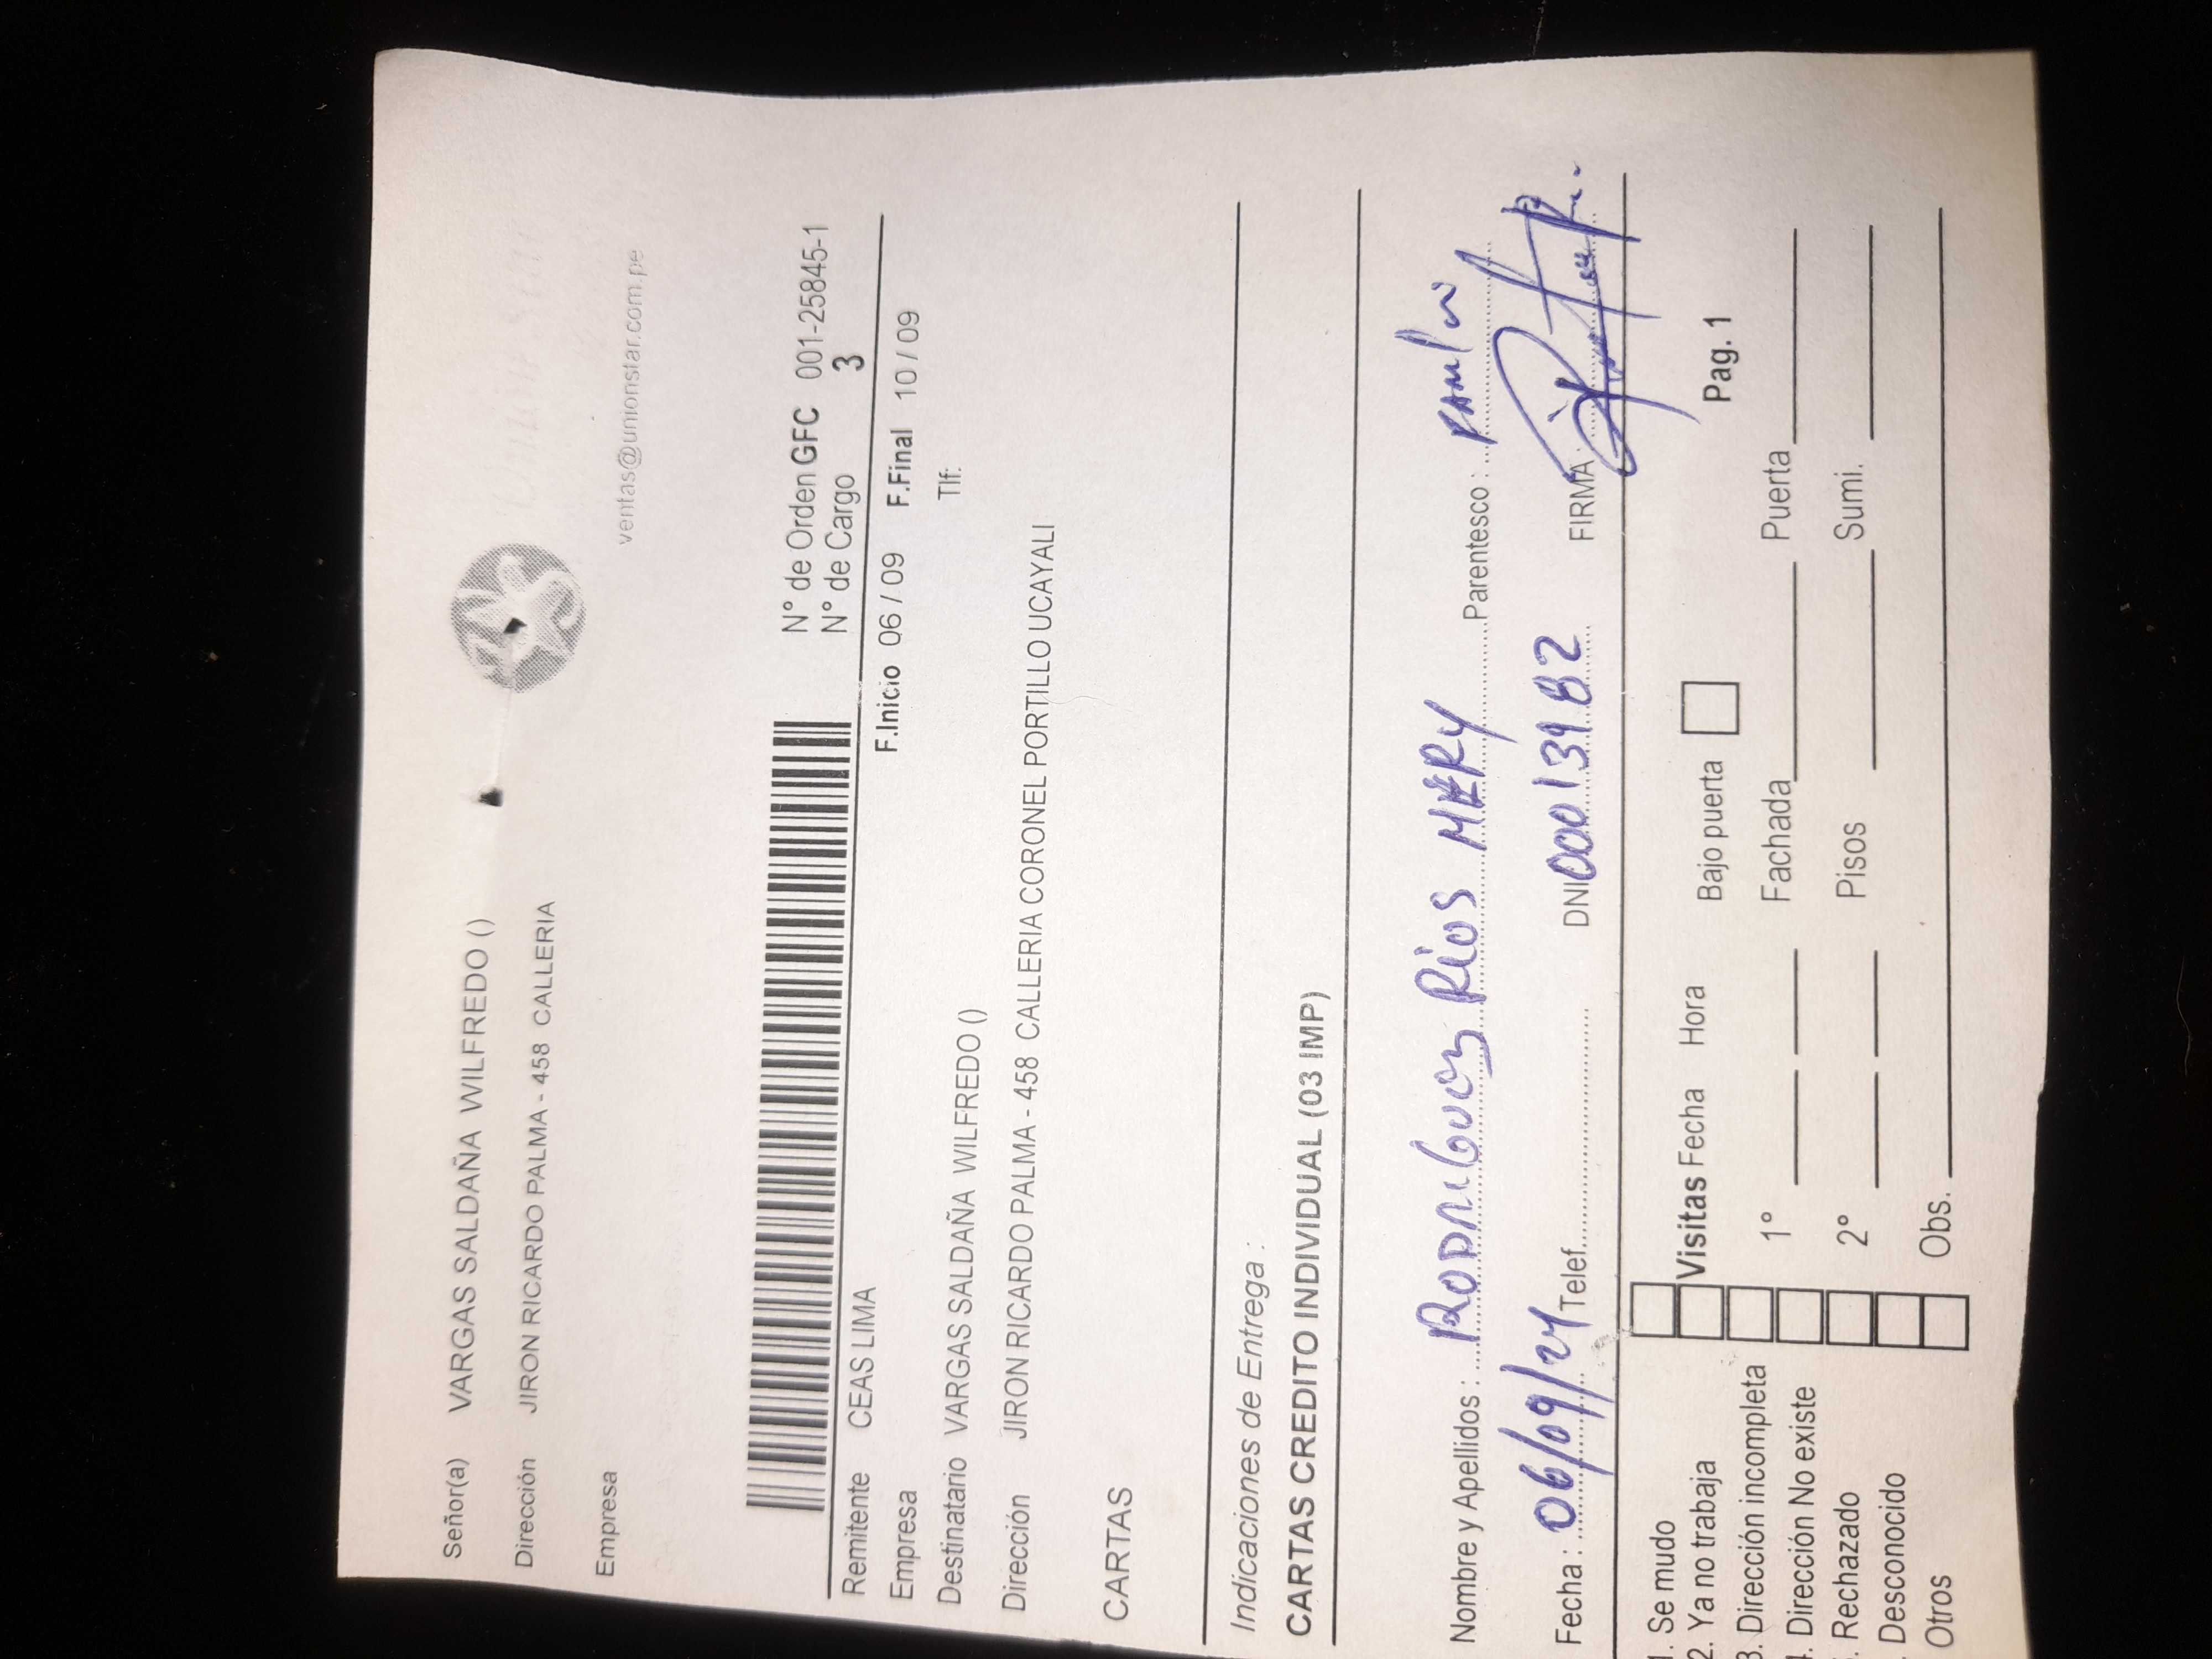 Señor(a) VARGAS SALDAÑA WILFREDO ()
Dirección JIRON RICARDO PALMA - 458 CALLERIA
Empresa
ventas@unionstar.com.pe
N° de Orden GFC 001-25845-1
N° de Cargo 3
Remitente CEAS LIMA
F.Inicio 06 / 09 F.Final 10 / 09
Empresa
Tlf:
Destinatario VARGAS SALDAÑA WILFREDO ()
Dirección JIRON RICARDO PALMA - 458 CALLERIA CORONEL PORTILLO UCAYALI
CARTAS
Indicaciones de Entrega :
CARTAS CREDITO INDIVIDUAL (03 IMP)
Nombre y Apellidos : RODRIGUEZ RIOS MERY Parentesco :
Fecha : 06/09/24 Telef. DNI 00013982 FIRMA
1. Se mudo
2. Ya no trabaja Visitas Fecha Hora Bajo puerta Pag. 1
3. Dirección incompleta
4. Dirección No existe 1° Fachada Puerta
. Rechazado 2° Pisos Sumi.
. Desconocido
Otros Obs.